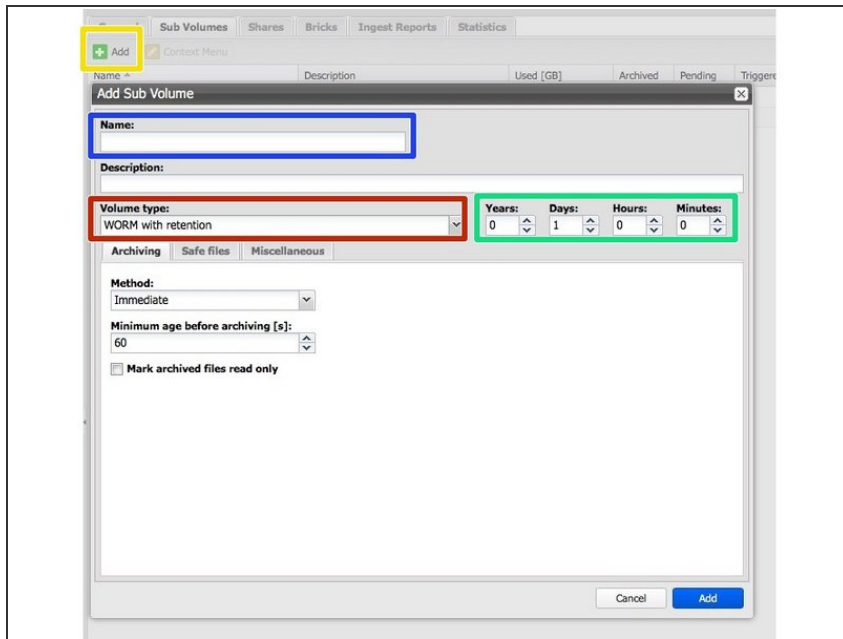 Sub Volumes Shares Bricks Ingest Reports Statistics
Add Context Menu
Name Description Used [GB] Archived Pending
Add Sub Volume
Name:
Description:
Volume type: Years: Days: Hours: Minutes:
WORM with retention 0 1 0 0
Archiving Safe files Miscellaneous
Method:
Immediate
Minimum age before archiving [s]:
60
Mark archived files read only
Cancel Add